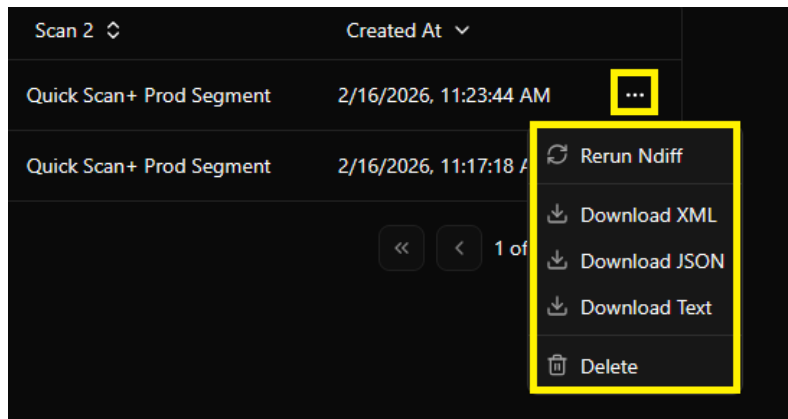 Scan 2 Created At
Quick Scan+ Prod Segment 2/16/2026, 11:23:44 AM ...
Rerun Ndiff
Quick Scan+ Prod Segment 2/16/2026, 11:17:18
Download XML
1 of
Download JSON
Download Text
Delete